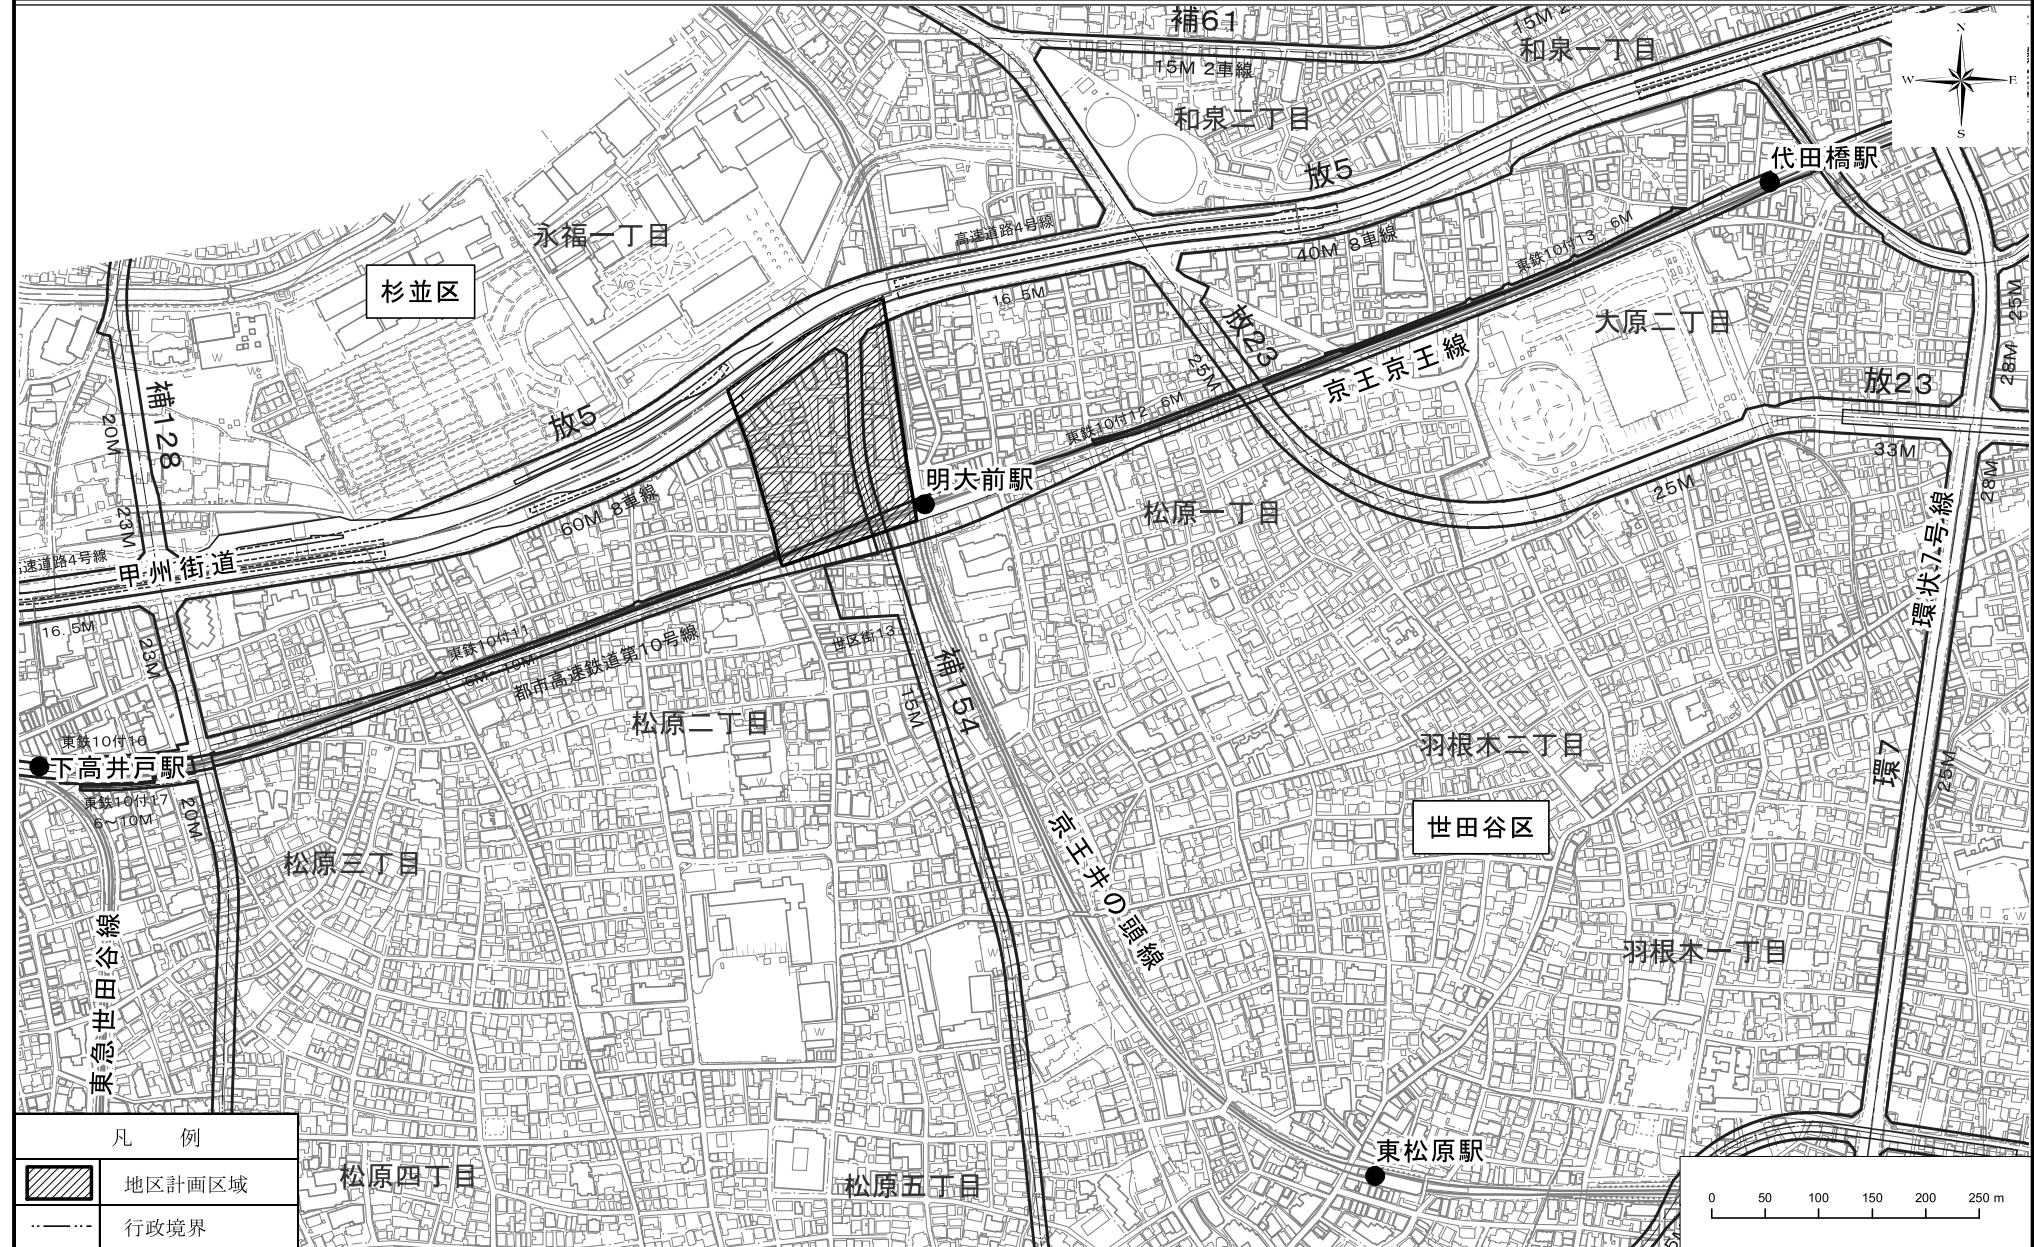 補61
15M 2車線
15M 2
和泉一丁目
N
W
E
S
和泉二丁目
代田橋駅
放5
永福一丁目
高速道路4号線
40M 8車線
東鉄10付13 6M
杉並区
16.5M
放23
25M
大原二丁目
25M
28M
京王京王線
放23
補128
20M
放5
東鉄10付12 6M
33M
28M
明大前駅
60M 8車線
松原一丁目
25M
23M
速道路4号線
甲州街道
環状7号線
16.5M
23M
東鉄10付11
6M~10M
都市高速鉄道第10号線
世区街13
補154
15M
松原二丁目
羽根木二丁目
東鉄10付10
下高井戸駅
東鉄10付17
6~10M
20M
環7
25M
京王井の頭線
世田谷区
松原三丁目
東急世田谷線
羽根木一丁目
凡 例
地区計画区域
行政境界
松原四丁目
松原五丁目
東松原駅
0 50 100 150 200 250 m